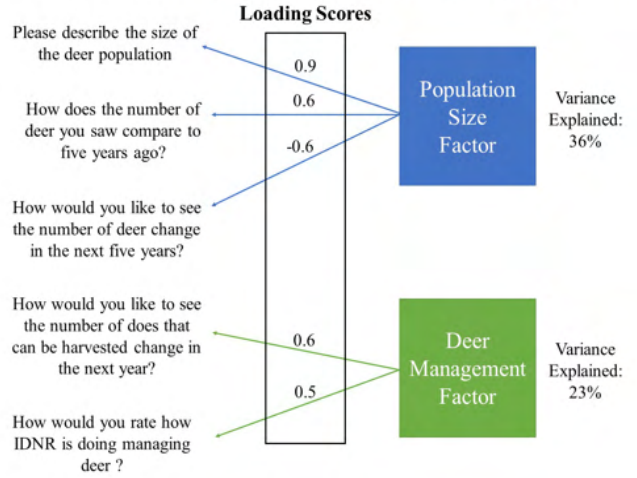 Loading Scores
Please describe the size of
the deer population
0.9
How does the number of
deer you saw compare to
five years ago?
0.6
-0.6
How would you like to see
the number of deer change
in the next five years?
Population
Size
Factor
Variance
Explained:
36%
How would you like to see
the number of does that
can be harvested change in
the next year?
0.6
How would you rate how
IDNR is doing managing
deer ?
0.5
Deer
Management
Factor
Variance
Explained:
23%